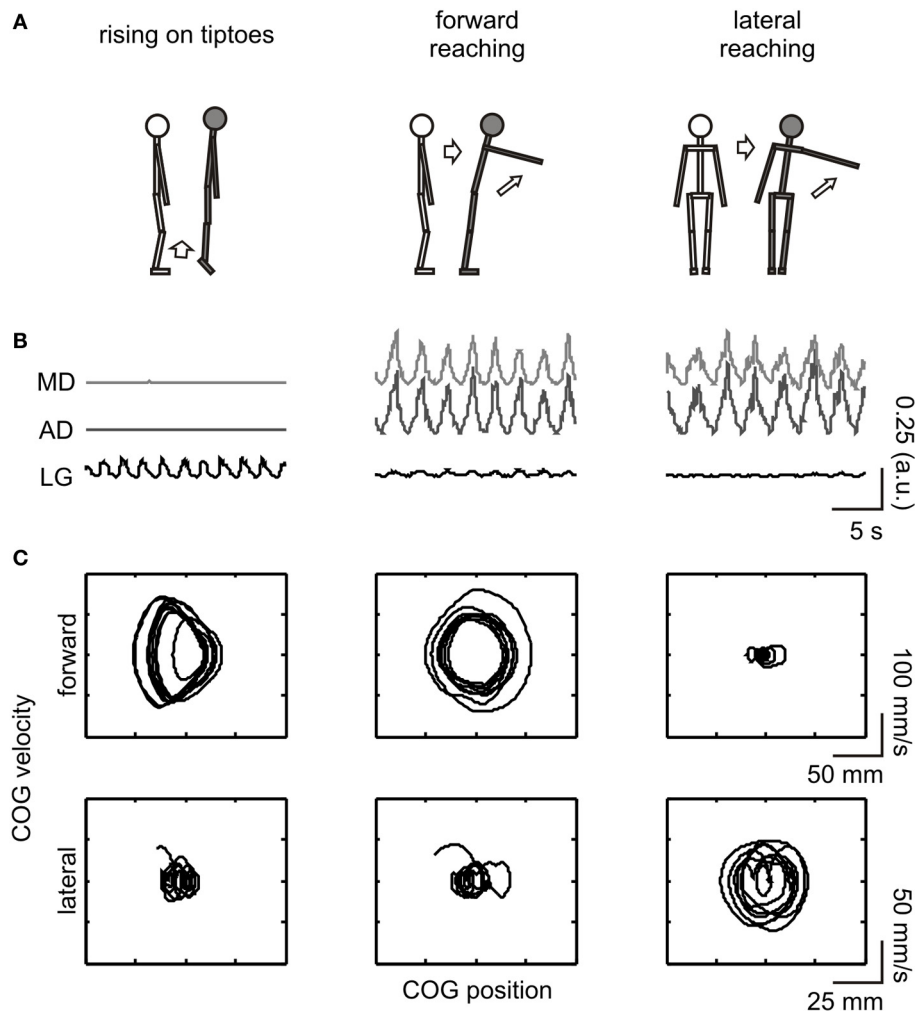 A
rising on tiptoes
forward
reaching
lateral
reaching
B
MD
AD
LG
0.25 (a.u.)
5 s
C
COG velocity
forward
100 mm/s
50 mm
lateral
50 mm/s
COG position
25 mm